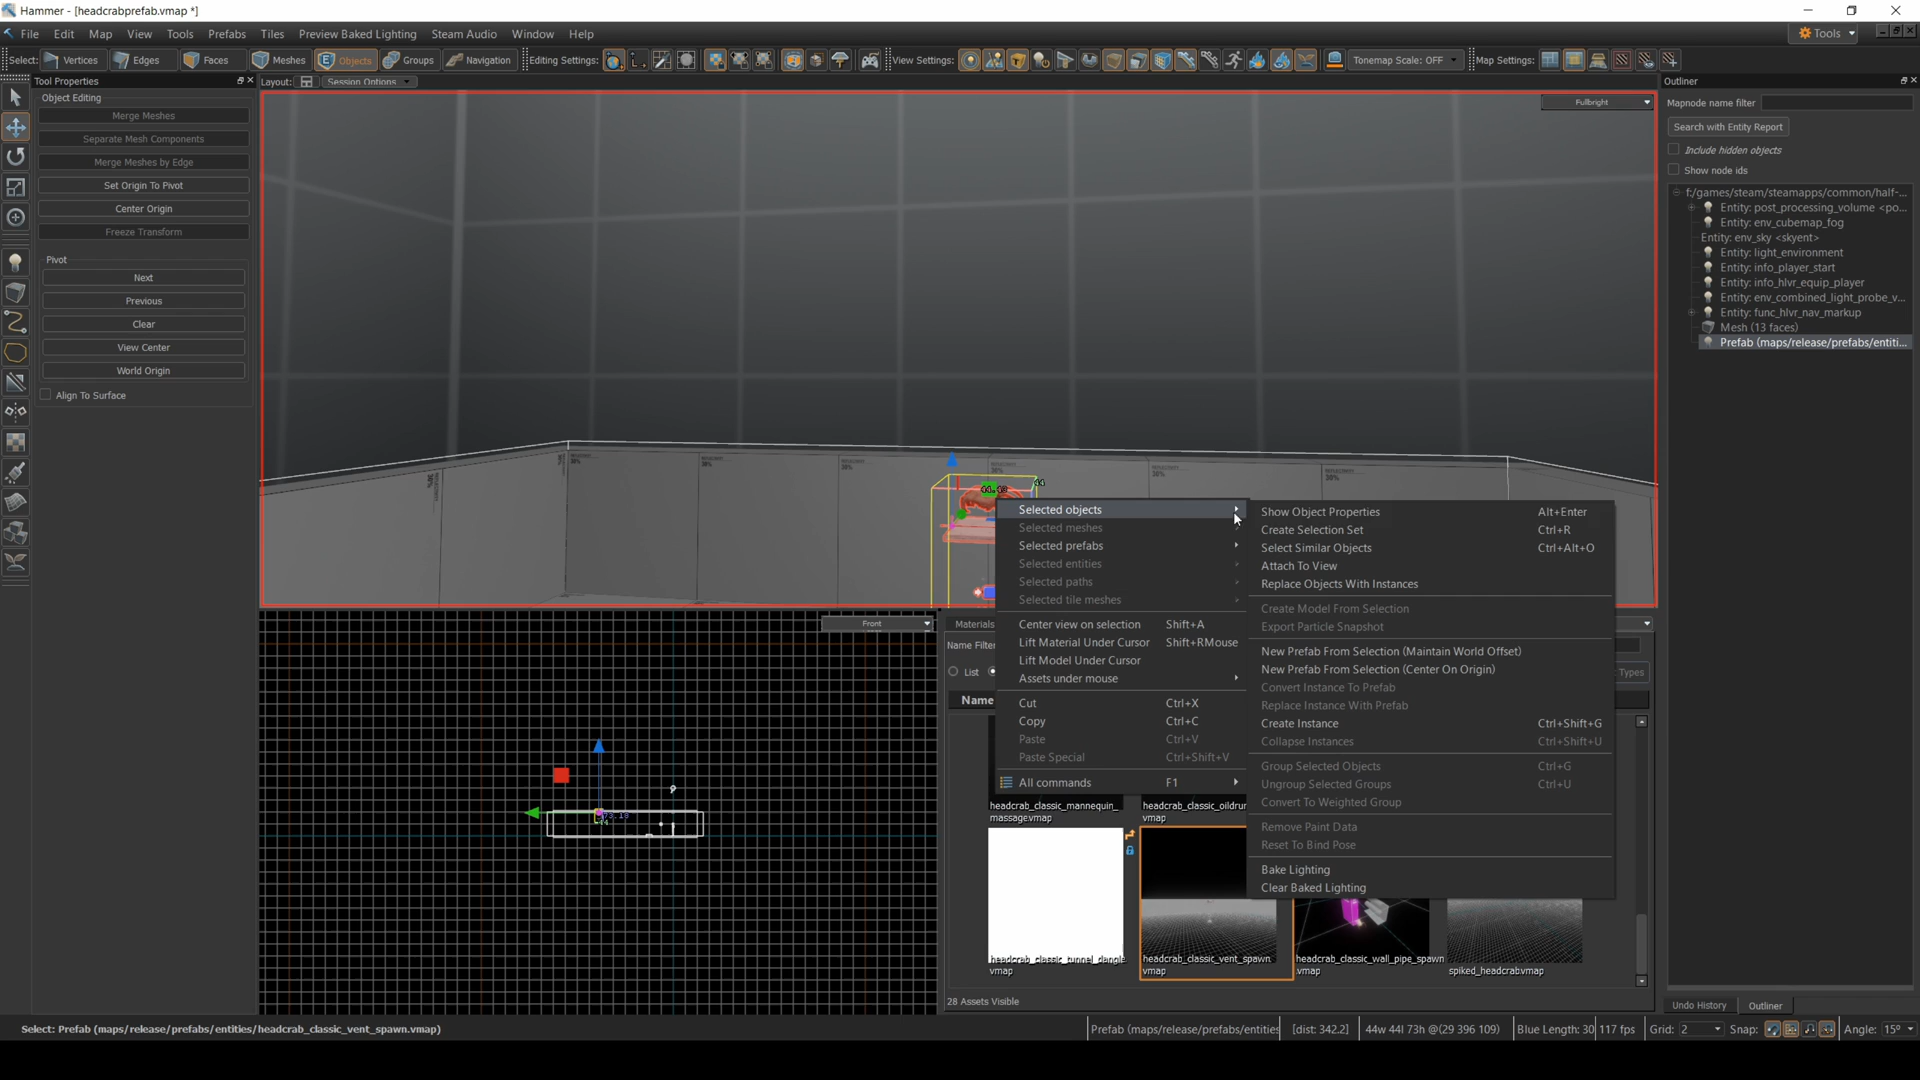 Hammer - [headcrabprefab.vmap *]
File Edit Map View Tools Prefabs Tiles Preview Baked Lighting Steam Audio Window Help
Tools
Select: Vertices Edges Faces Meshes Objects Groups Navigation Editing Settings: View Settings: Tonemap Scale: OFF Map Settings:
Tool Properties
Layout: Session Options
Outliner
Object Editing
Merge Meshes
Separate Mesh Components
Merge Meshes by Edge
Set Origin To Pivot
Center Origin
Freeze Transform
Pivot
Next
Previous
Clear
View Center
World Origin
Align To Surface
Fullbright
30%
30%
30%
30%
30%
30%
44
Mapnode name filter
Search with Entity Report
Include hidden objects
Show node ids
f:/games/steam/steamapps/common/half-...
Entity: post_processing_volume <po...
Entity: env_cubemap_fog
Entity: env_sky <skyent>
Entity: light_environment
Entity: info_player_start
Entity: info_hlvr_equip_player
Entity: env_combined_light_probe_v...
Entity: func_hlvr_nav_markup
Mesh (13 faces)
Prefab (maps/release/prefabs/entiti...
Selected objects
Selected meshes
Selected prefabs
Selected entities
Selected paths
Selected tile meshes
Center view on selection Shift+A
Lift Material Under Cursor Shift+RMouse
Lift Model Under Cursor
Assets under mouse
Cut Ctrl+X
Copy Ctrl+C
Paste Ctrl+V
Paste Special Ctrl+Shift+V
All commands F1
Show Object Properties Alt+Enter
Create Selection Set Ctrl+R
Select Similar Objects Ctrl+Alt+O
Attach To View
Replace Objects With Instances
Create Model From Selection
Export Particle Snapshot
New Prefab From Selection (Maintain World Offset)
New Prefab From Selection (Center On Origin)
Convert Instance To Prefab
Replace Instance With Prefab
Create Instance Ctrl+Shift+G
Collapse Instances Ctrl+Shift+U
Group Selected Objects Ctrl+G
Ungroup Selected Groups Ctrl+U
Convert To Weighted Group
Remove Paint Data
Reset To Bind Pose
Bake Lighting
Clear Baked Lighting
Front
Materials
Name Filter
List
Types
Name
headcrab_classic_mannequin_
massage.vmap
headcrab_classic_oildru
vmap
headcrab_classic_tunnel_dangle.
vmap
headcrab_classic_vent_spawn.
vmap
headcrab_classic_wall_pipe_spawn
.vmap
spiked_headcrab.vmap
28 Assets Visible
Undo History Outliner
Select: Prefab (maps/release/prefabs/entities/headcrab_classic_vent_spawn.vmap)
Prefab (maps/release/prefabs/entities [dist: 342.2] 44w 44l 73h @(29 396 109) Blue Length: 30 117 fps Grid: 2 Snap: Angle: 15°